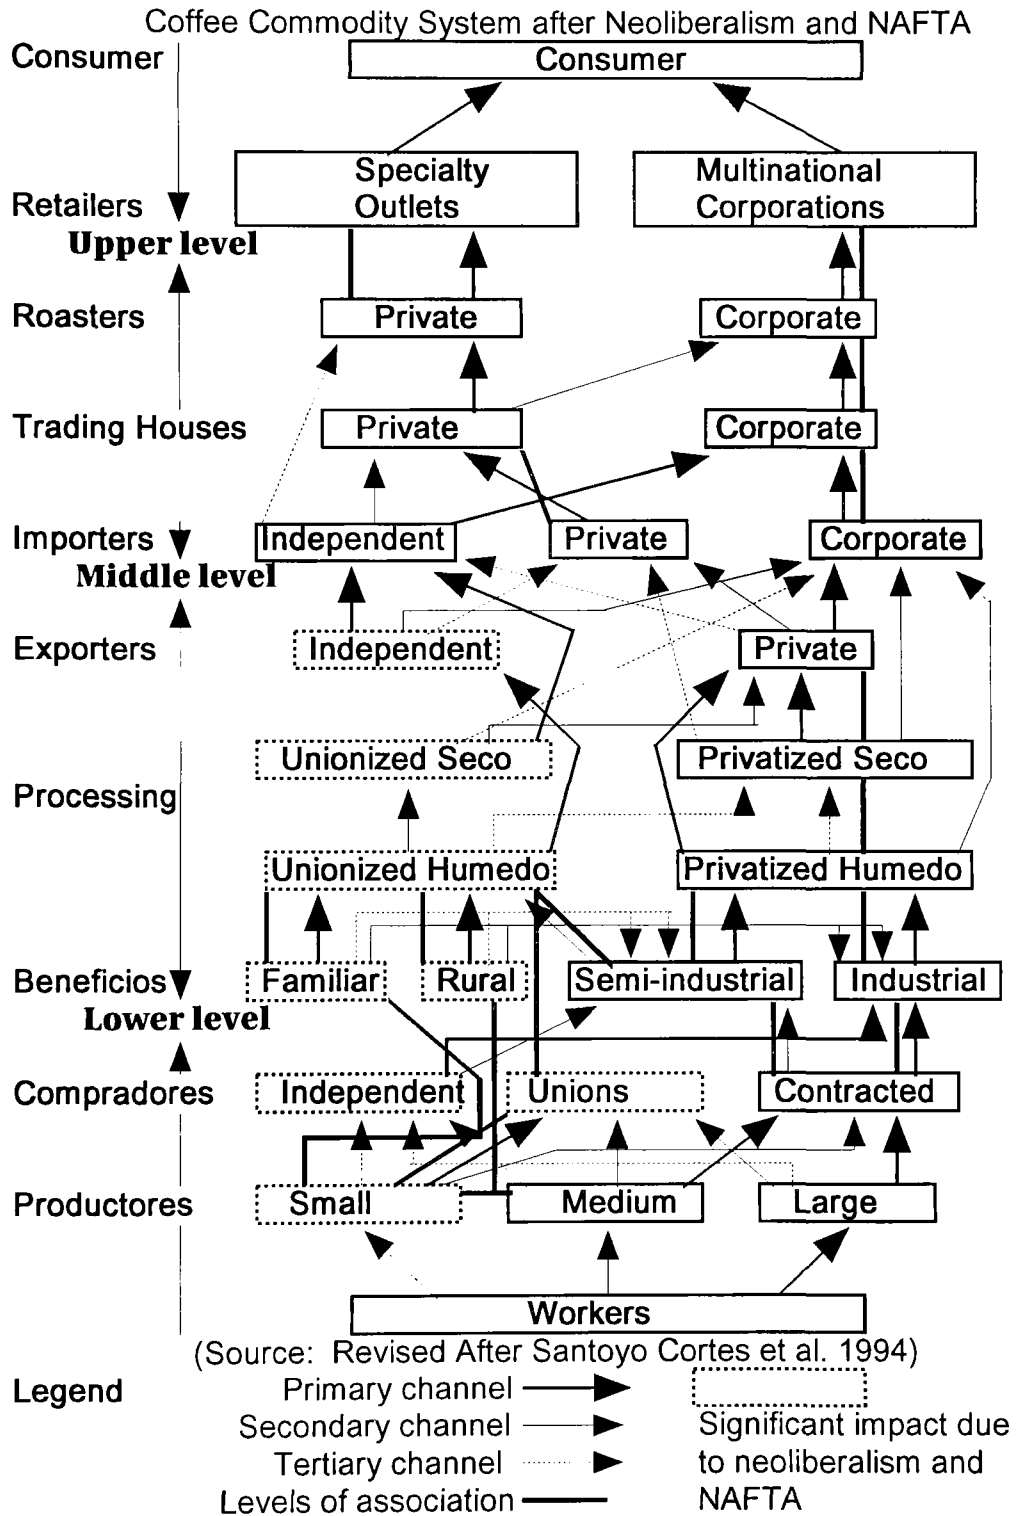 Coffee Commodity System after Neoliberalism and NAFTA
Consumer
Consumer
Specialty
Outlets
Multinational
Corporations
Retailers
Upper level
Roasters
Private
Corporate
Trading Houses
Private
Corporate
Importers
Independent
Private
Corporate
Middle level
Exporters
Independent
Private
Unionized Seco
Privatized Seco
Processing
Unionized Humedo
Privatized Humedo
Beneficios
Familiar
Rural
Semi-industrial
Industrial
Lower level
Compradores
Independent
Unions
Contracted
Productores
Small
Medium
Large
Workers
(Source: Revised After Santoyo Cortes et al. 1994)
Legend
Primary channel
Secondary channel
Tertiary channel
Levels of association
Significant impact due
to neoliberalism and
NAFTA